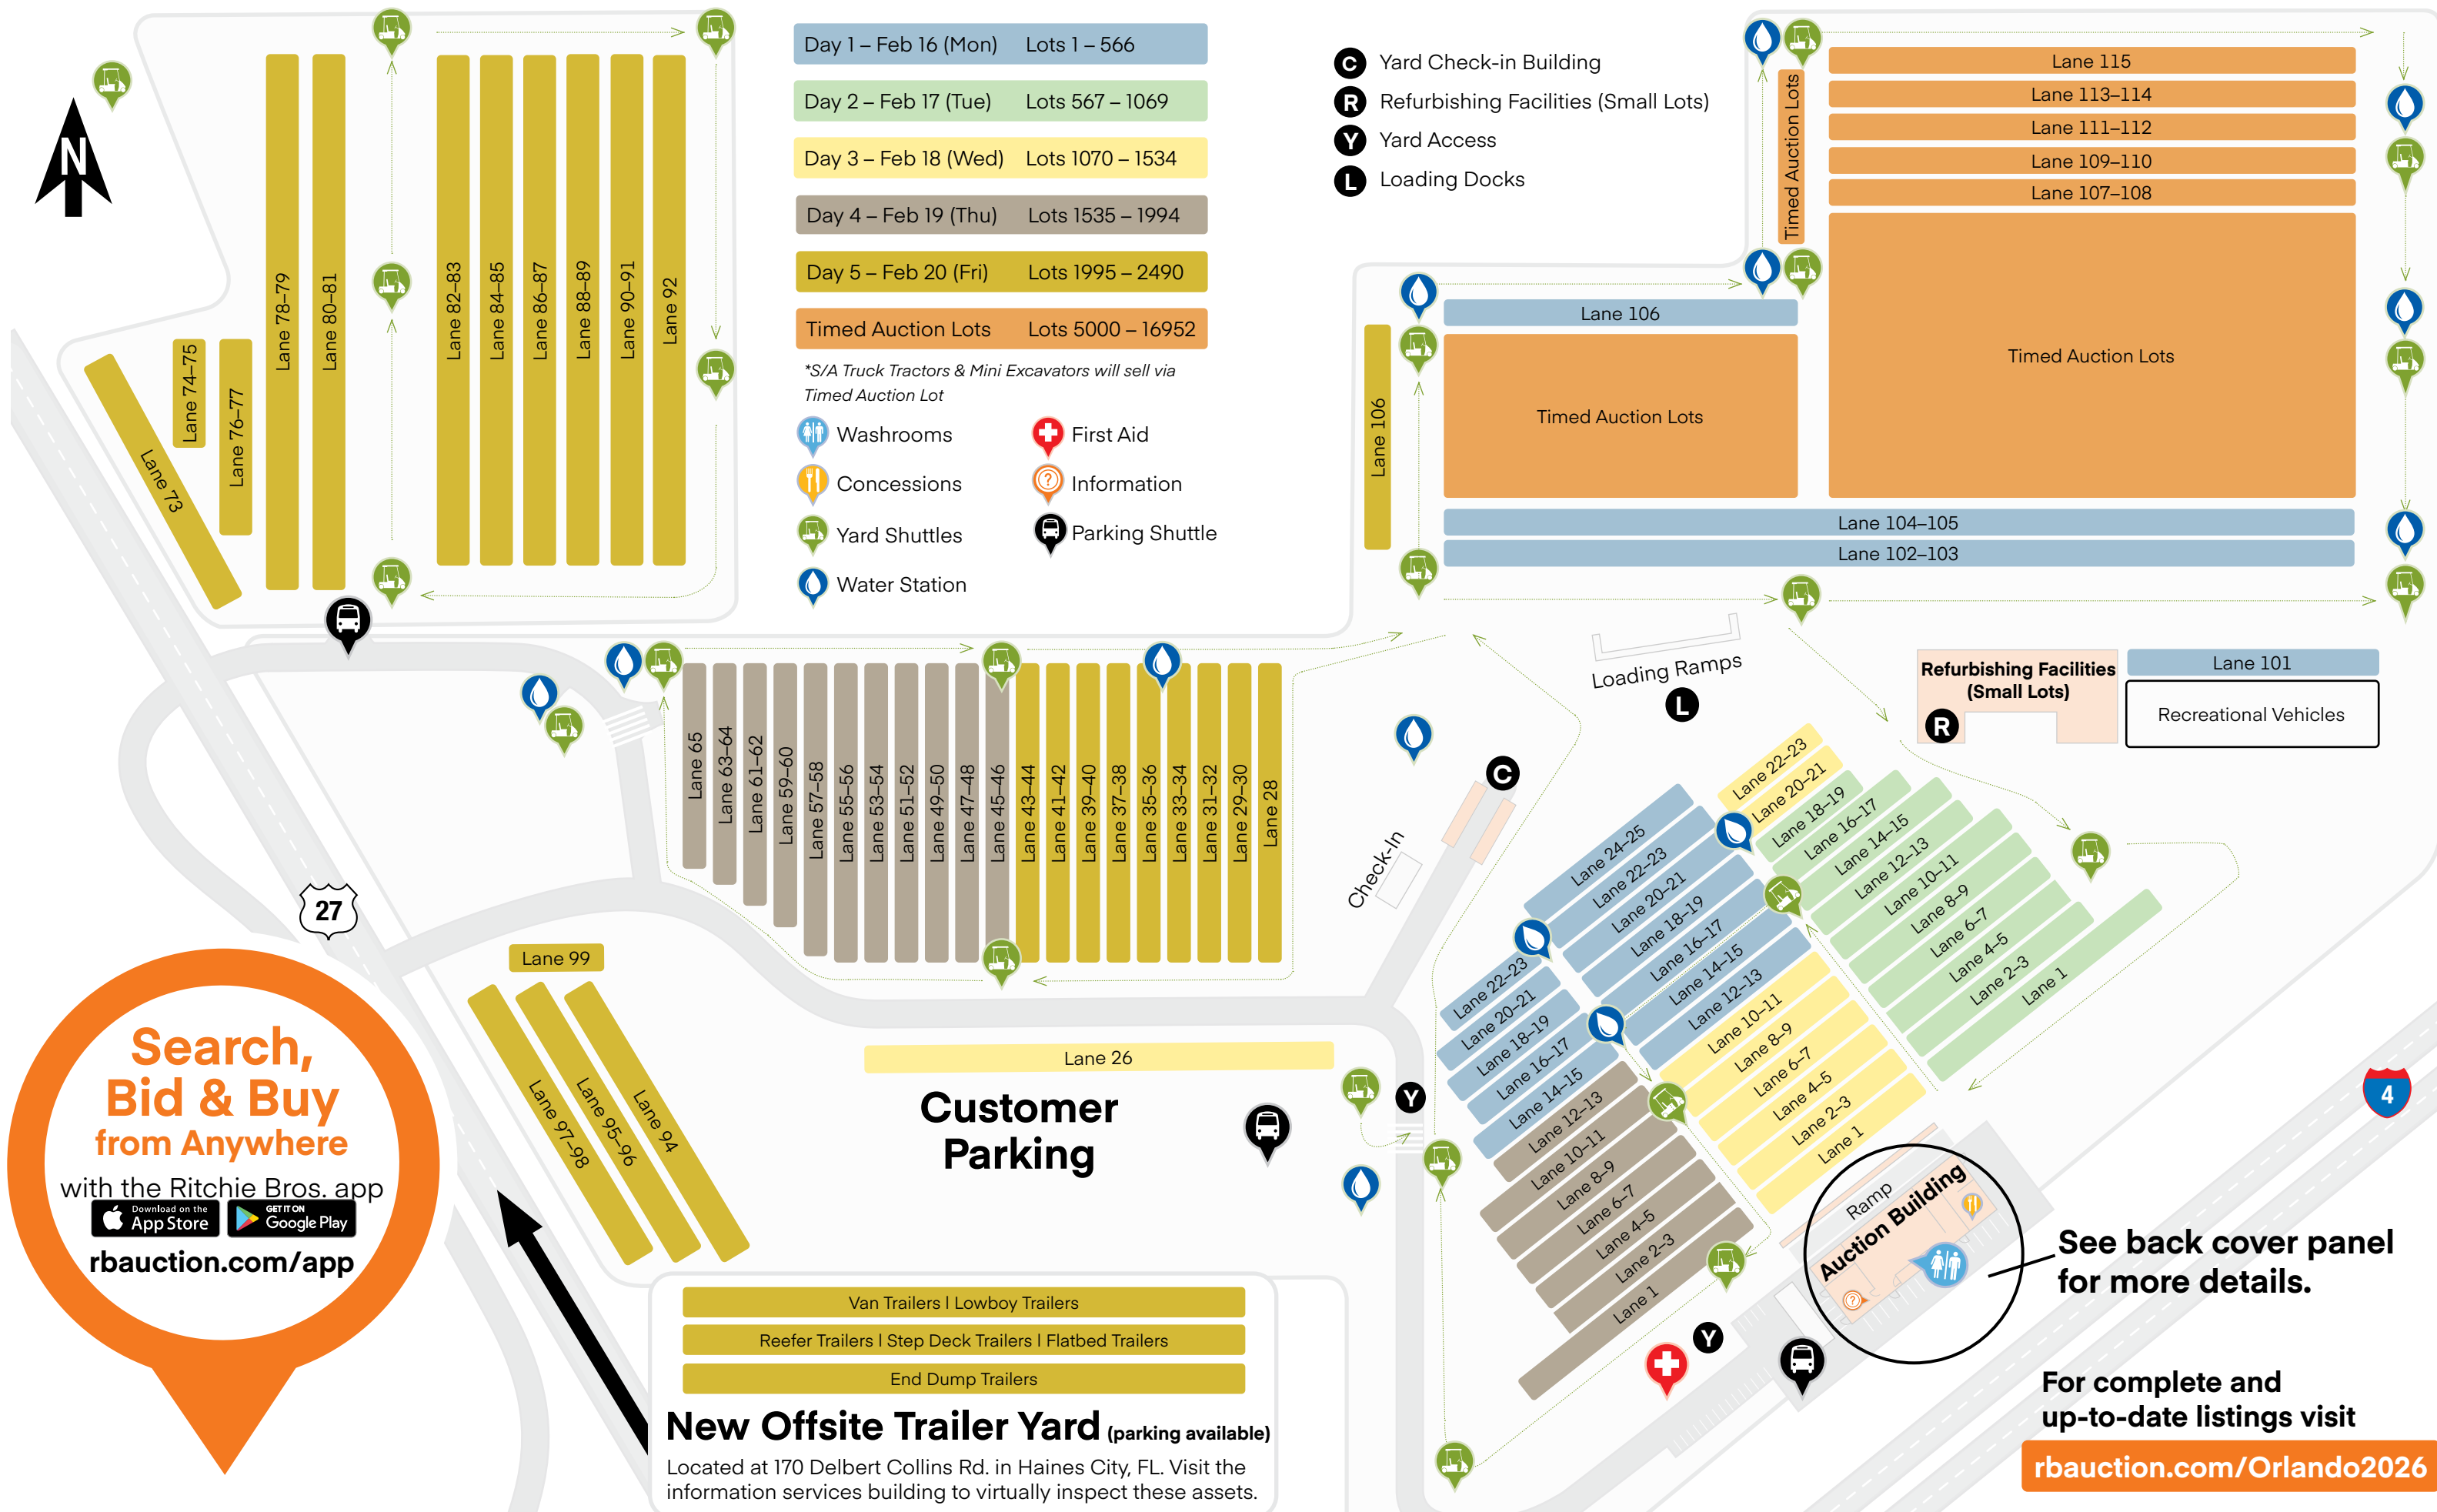 N
Day 1 – Feb 16 (Mon) Lots 1 – 566
Day 2 – Feb 17 (Tue) Lots 567 – 1069
Day 3 – Feb 18 (Wed) Lots 1070 – 1534
Day 4 – Feb 19 (Thu) Lots 1535 – 1994
Day 5 – Feb 20 (Fri) Lots 1995 – 2490
Timed Auction Lots Lots 5000 – 16952
*S/A Truck Tractors & Mini Excavators will sell via
Timed Auction Lot
Washrooms
First Aid
Concessions
Information
Yard Shuttles
Parking Shuttle
Water Station
C Yard Check-in Building
R Refurbishing Facilities (Small Lots)
Y Yard Access
L Loading Docks
Lane 73
Lane 74–75
Lane 76–77
Lane 78–79
Lane 80–81
Lane 82–83
Lane 84–85
Lane 86–87
Lane 88–89
Lane 90–91
Lane 92
Timed Auction Lots
Lane 115
Lane 113–114
Lane 111–112
Lane 109–110
Lane 107–108
Timed Auction Lots
Lane 106
Lane 106
Timed Auction Lots
Lane 104–105
Lane 102–103
Loading Ramps
L
Refurbishing Facilities
(Small Lots)
R
Lane 101
Recreational Vehicles
Lane 65
Lane 63–64
Lane 61–62
Lane 59–60
Lane 57–58
Lane 55–56
Lane 53–54
Lane 51–52
Lane 49–50
Lane 47–48
Lane 45–46
Lane 43–44
Lane 41–42
Lane 39–40
Lane 37–38
Lane 35–36
Lane 33–34
Lane 31–32
Lane 29–30
Lane 28
C
Check-In
Lane 22–23
Lane 20–21
Lane 18–19
Lane 16–17
Lane 14–15
Lane 12–13
Lane 10–11
Lane 8–9
Lane 6–7
Lane 4–5
Lane 2–3
Lane 1
Lane 24–25
Lane 22–23
Lane 20–21
Lane 18–19
Lane 16–17
Lane 14–15
Lane 12–13
Lane 10–11
Lane 8–9
Lane 6–7
Lane 4–5
Lane 2–3
Lane 1
Lane 22–23
Lane 20–21
Lane 18–19
Lane 16–17
Lane 14–15
Lane 12–13
Lane 10–11
Lane 8–9
Lane 6–7
Lane 4–5
Lane 2–3
Lane 1
27
Lane 99
Lane 97–98
Lane 95–96
Lane 94
Lane 26
Customer
Parking
Y
Y
4
Ramp
Auction Building
See back cover panel
for more details.
Search,
Bid & Buy
from Anywhere
with the Ritchie Bros. app
Download on the
App Store
GET IT ON
Google Play
rbauction.com/app
Van Trailers | Lowboy Trailers
Reefer Trailers | Step Deck Trailers | Flatbed Trailers
End Dump Trailers
New Offsite Trailer Yard (parking available)
Located at 170 Delbert Collins Rd. in Haines City, FL. Visit the
information services building to virtually inspect these assets.
For complete and
up-to-date listings visit
rbauction.com/Orlando2026